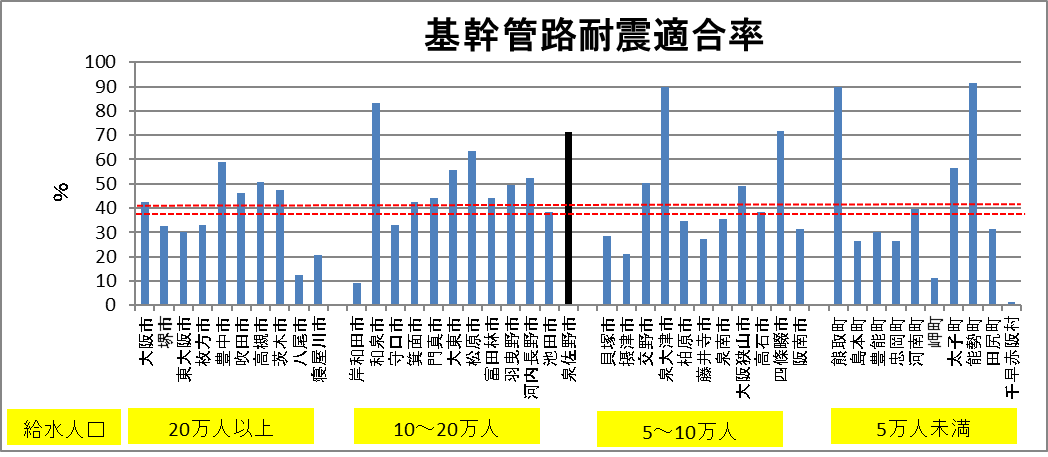 基幹管路耐震適合率
%
100
90
80
70
60
50
40
30
20
10
0
大阪市
堺市
東大阪市
枚方市
豊中市
吹田市
高槻市
茨木市
八尾市
寝屋川市
岸和田市
和泉市
守口市
箕面市
門真市
大東市
松原市
富田林市
羽曳野市
河内長野市
池田市
泉佐野市
貝塚市
摂津市
交野市
泉大津市
柏原市
藤井寺市
泉南市
大阪狭山市
高石市
四條畷市
阪南市
熊取町
島本町
豊能町
忠岡町
河南町
岬町
太子町
能勢町
田尻町
千早赤阪村
給水人口
20万人以上
10～20万人
5～10万人
5万人未満